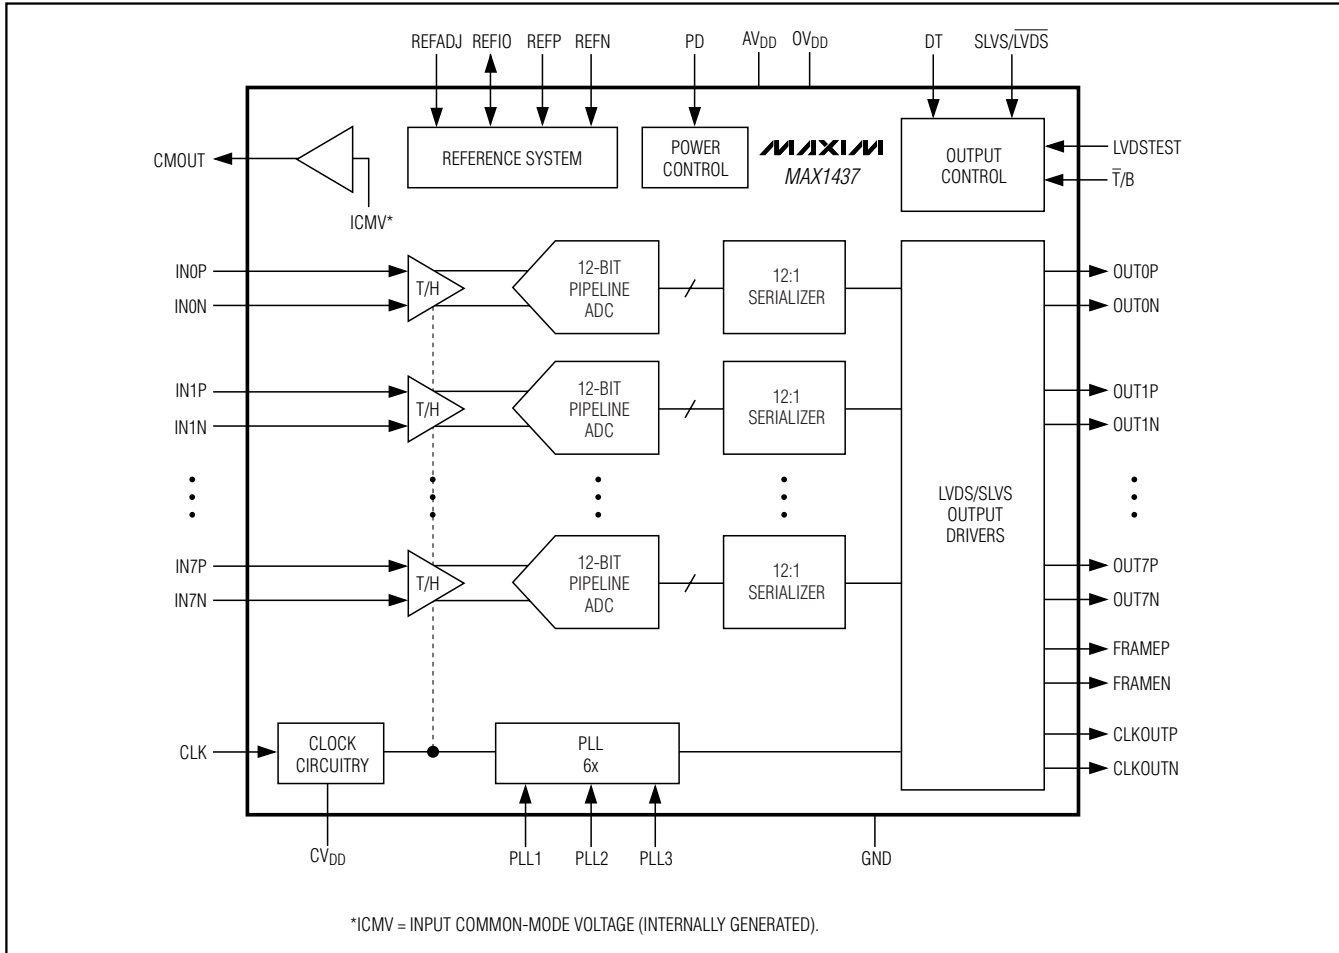 REFADJ REFIO REFP REFN PD AVDD OVDD DT SLVS/L̅V̅D̅S̅
CMOUT
ICMV*
REFERENCE SYSTEM
POWER
CONTROL
MAXIM
MAX1437
OUTPUT
CONTROL
LVDSTEST
T̅/B
IN0P
IN0N
T/H
12-BIT
PIPELINE
ADC
12:1
SERIALIZER
OUT0P
OUT0N
IN1P
IN1N
T/H
12-BIT
PIPELINE
ADC
12:1
SERIALIZER
OUT1P
OUT1N
LVDS/SLVS
OUTPUT
DRIVERS
IN7P
IN7N
T/H
12-BIT
PIPELINE
ADC
12:1
SERIALIZER
OUT7P
OUT7N
FRAMEP
FRAMEN
CLK
CLOCK
CIRCUITRY
PLL
6x
CLKOUTP
CLKOUTN
CVDD PLL1 PLL2 PLL3 GND
*ICMV = INPUT COMMON-MODE VOLTAGE (INTERNALLY GENERATED).